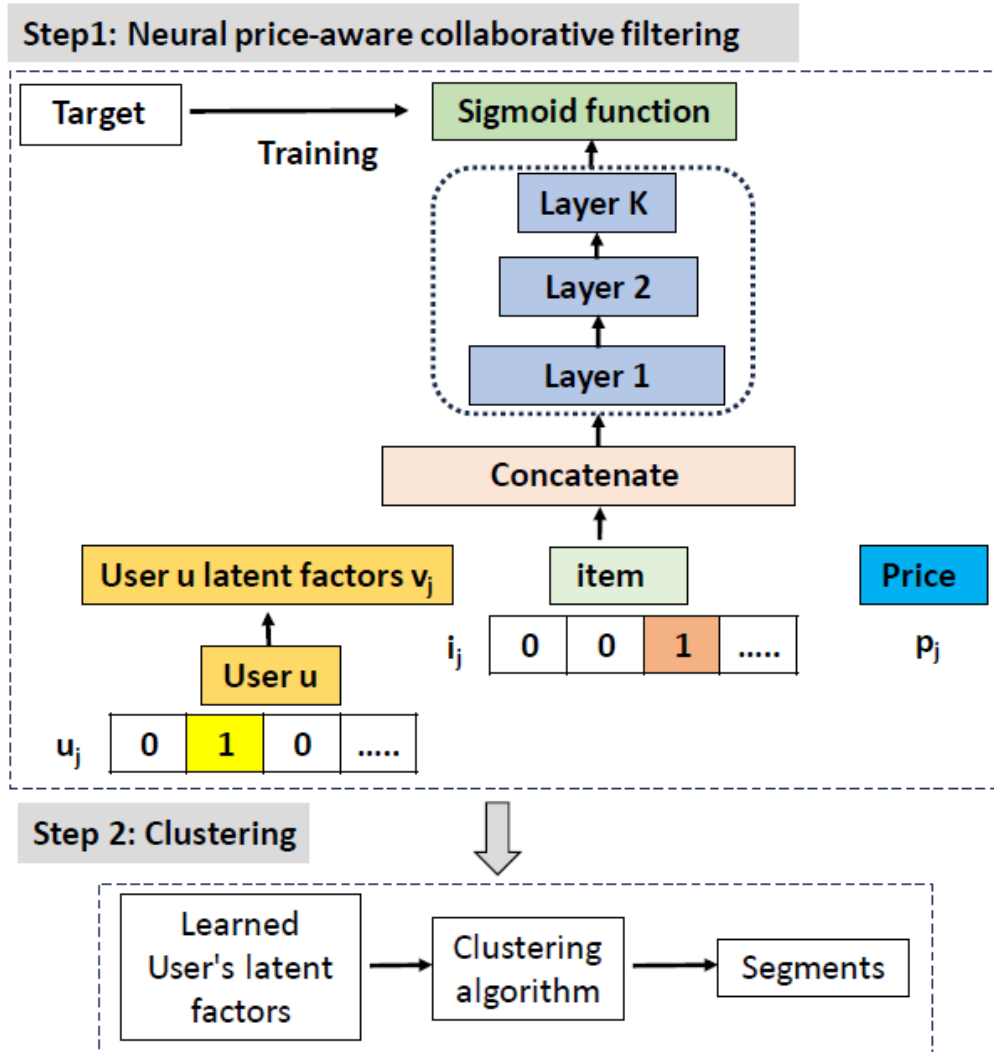 Step1: Neural price-aware collaborative filtering
Target
Sigmoid function
Training
Layer K
Layer 2
Layer 1
Concatenate
User u latent factors vj
item
Price
ij 0 0 1 .....
pj
User u
uj 0 1 0 .....
Step 2: Clustering
Learned
User's latent
factors
Clustering
algorithm
Segments